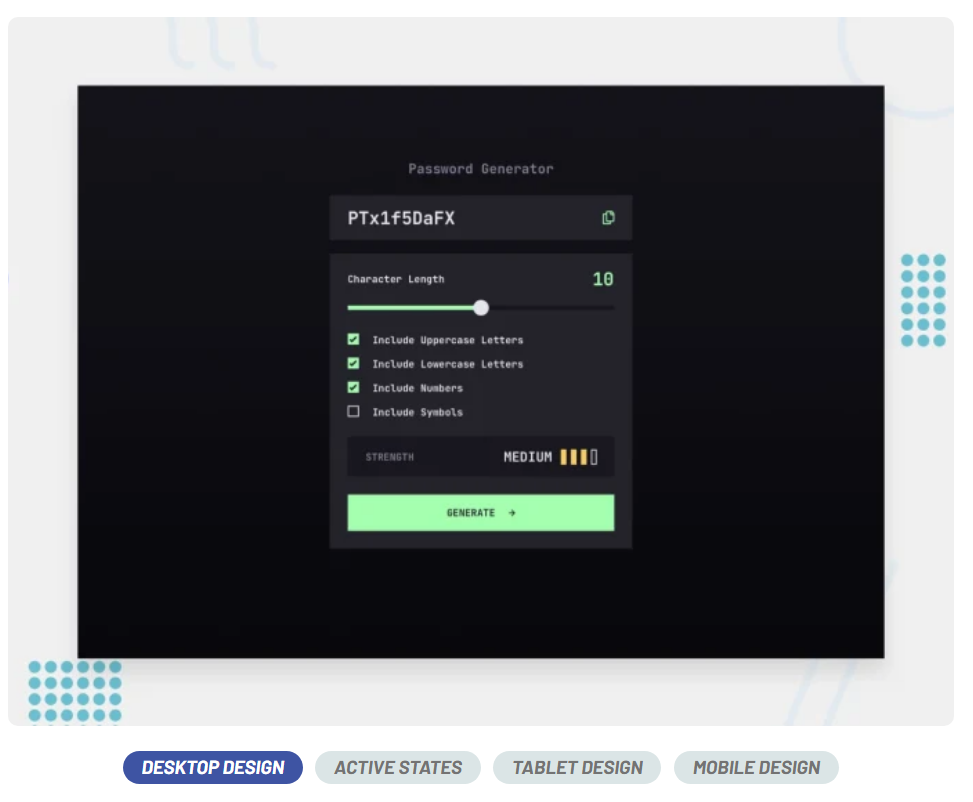 Password Generator
PTx1f5DaFX
Character Length 10
Include Uppercase Letters
Include Lowercase Letters
Include Numbers
Include Symbols
STRENGTH MEDIUM
GENERATE →
DESKTOP DESIGN ACTIVE STATES TABLET DESIGN MOBILE DESIGN